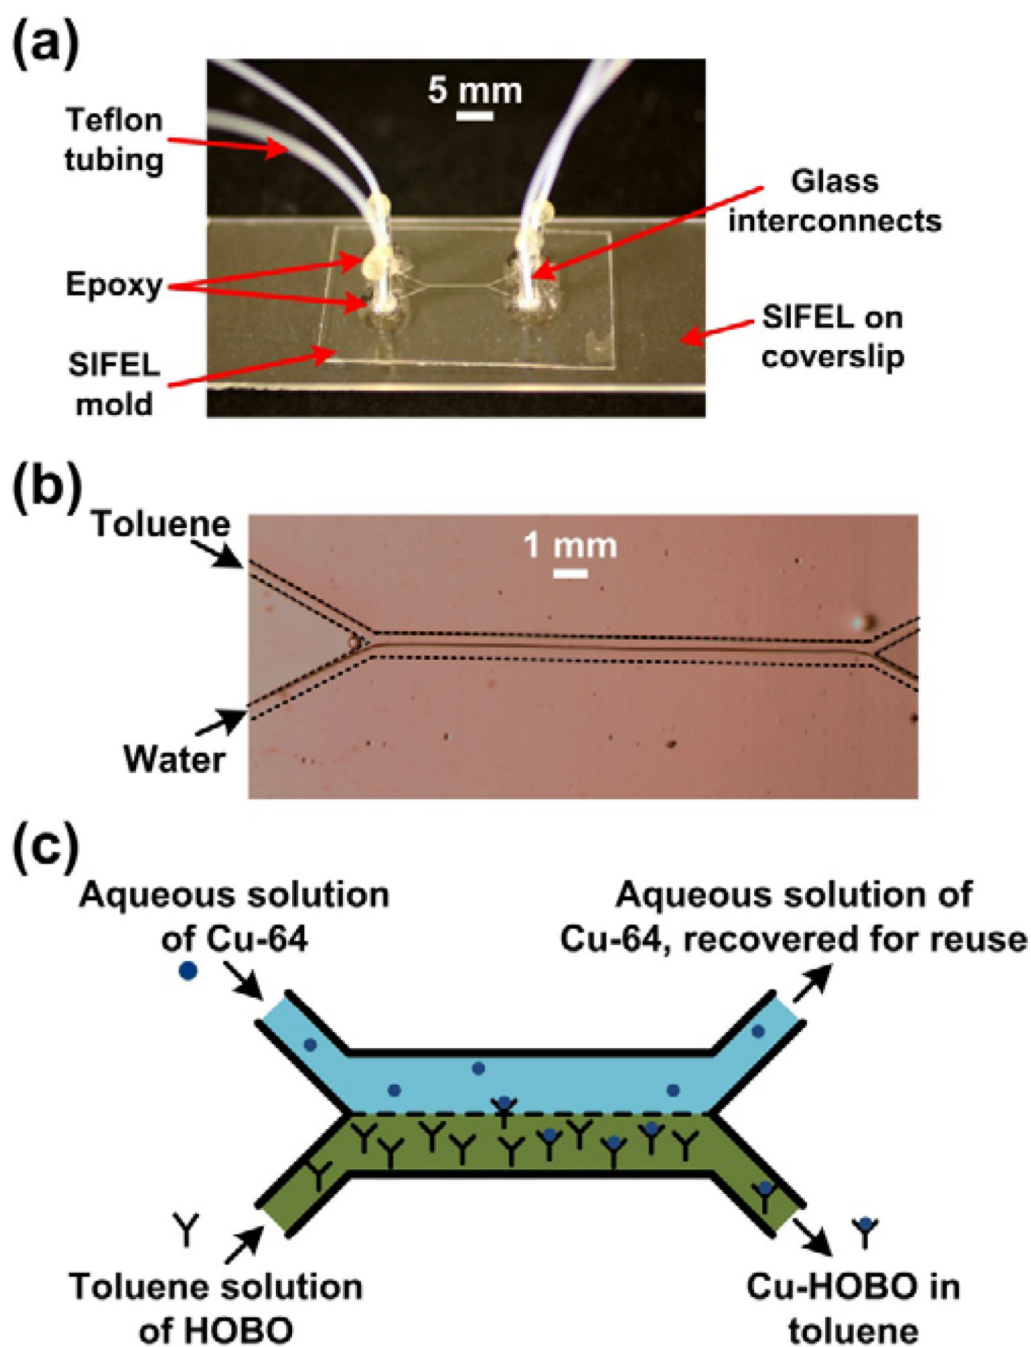 (a)
5 mm
Teflon
tubing
Glass
interconnects
Epoxy
SIFEL on
coverslip
SIFEL
mold
(b)
Toluene
1 mm
Water
(c)
Aqueous solution
of Cu-64
Aqueous solution of
Cu-64, recovered for reuse
Toluene solution
of HOBO
Cu-HOBO in
toluene